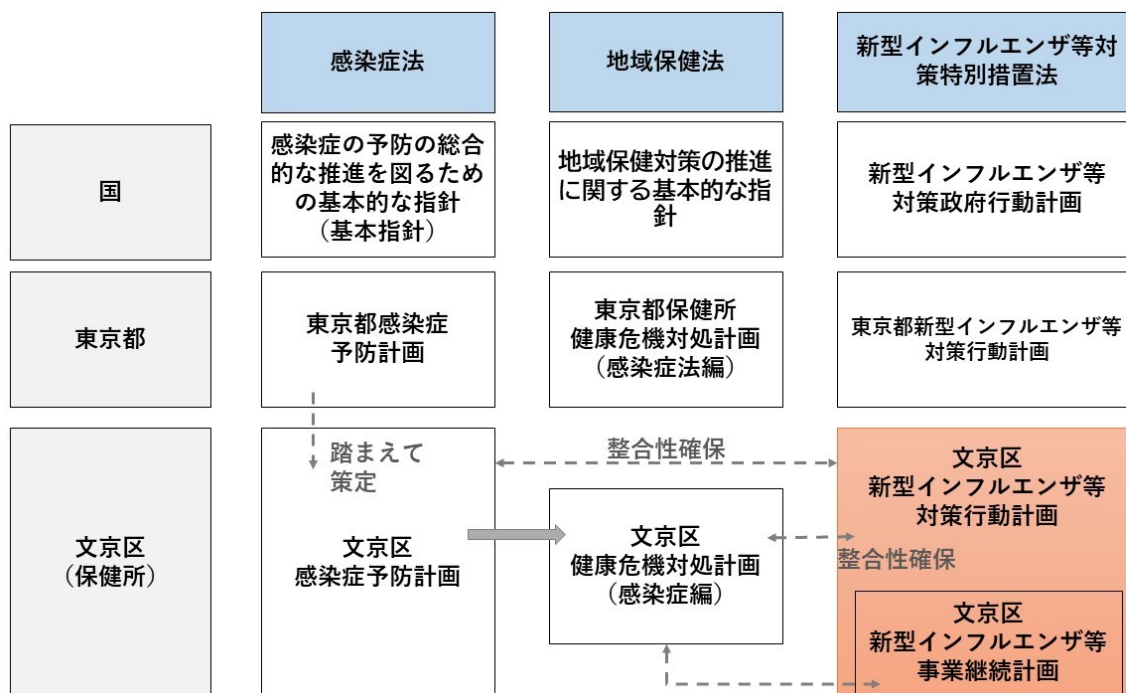 感染症法
地域保健法
新型インフルエンザ等対
策特別措置法
国
感染症の予防の総合
的な推進を図るため
の基本的な指針
（基本指針）
地域保健対策の推進
に関する基本的な指
針
新型インフルエンザ等
対策政府行動計画
東京都
東京都感染症
予防計画
東京都保健所
健康危機対処計画
（感染症法編）
東京都新型インフルエンザ等
対策行動計画
文京区
（保健所）
踏まえて
策定
文京区
感染症予防計画
整合性確保
文京区
健康危機対処計画
（感染症編）
文京区
新型インフルエンザ等
対策行動計画
整合性確保
文京区
新型インフルエンザ等
事業継続計画